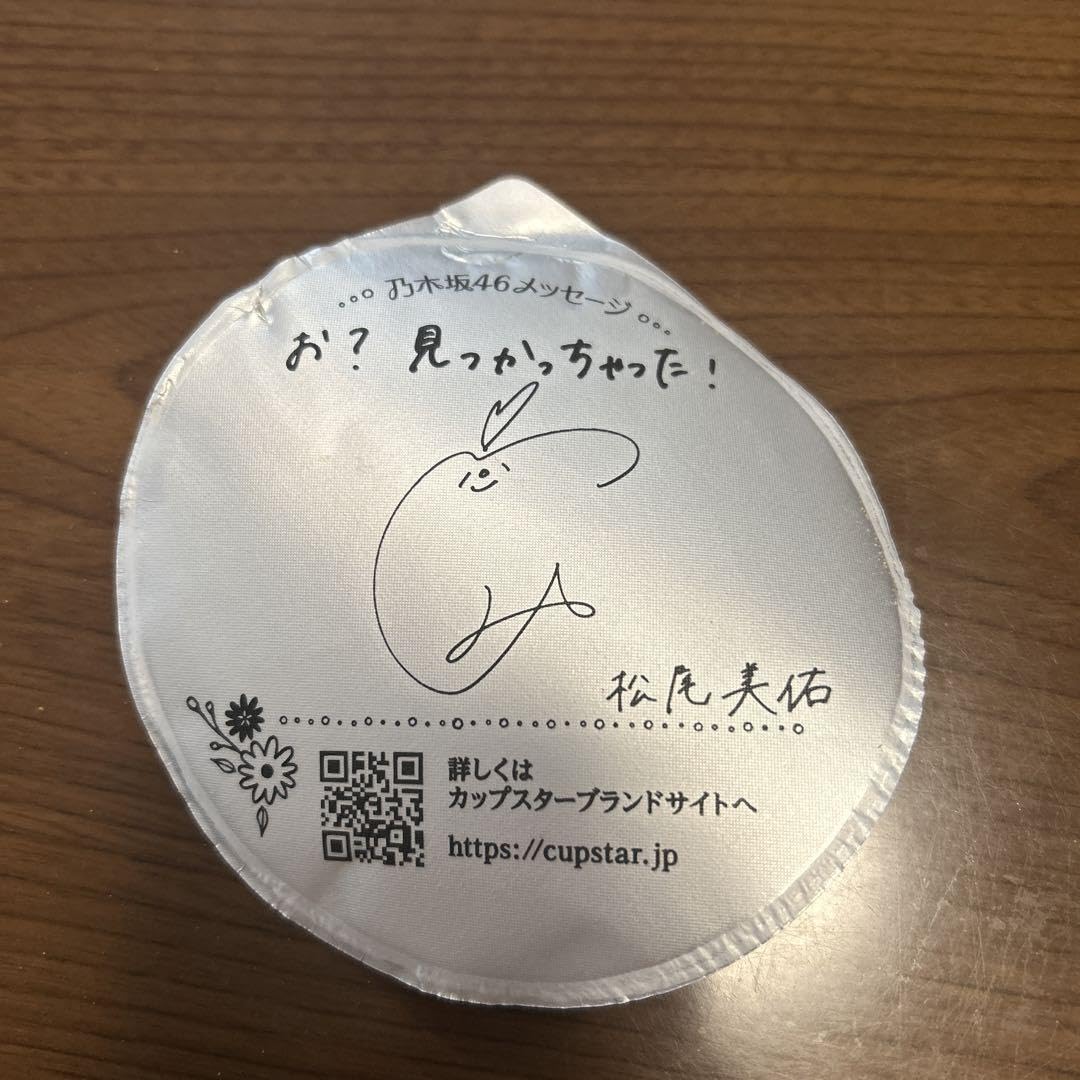 乃木坂46メッセージ
お？ 見つかっちゃった！
松尾美佑
詳しくは
カップスターブランドサイトへ
https://cupstar.jp